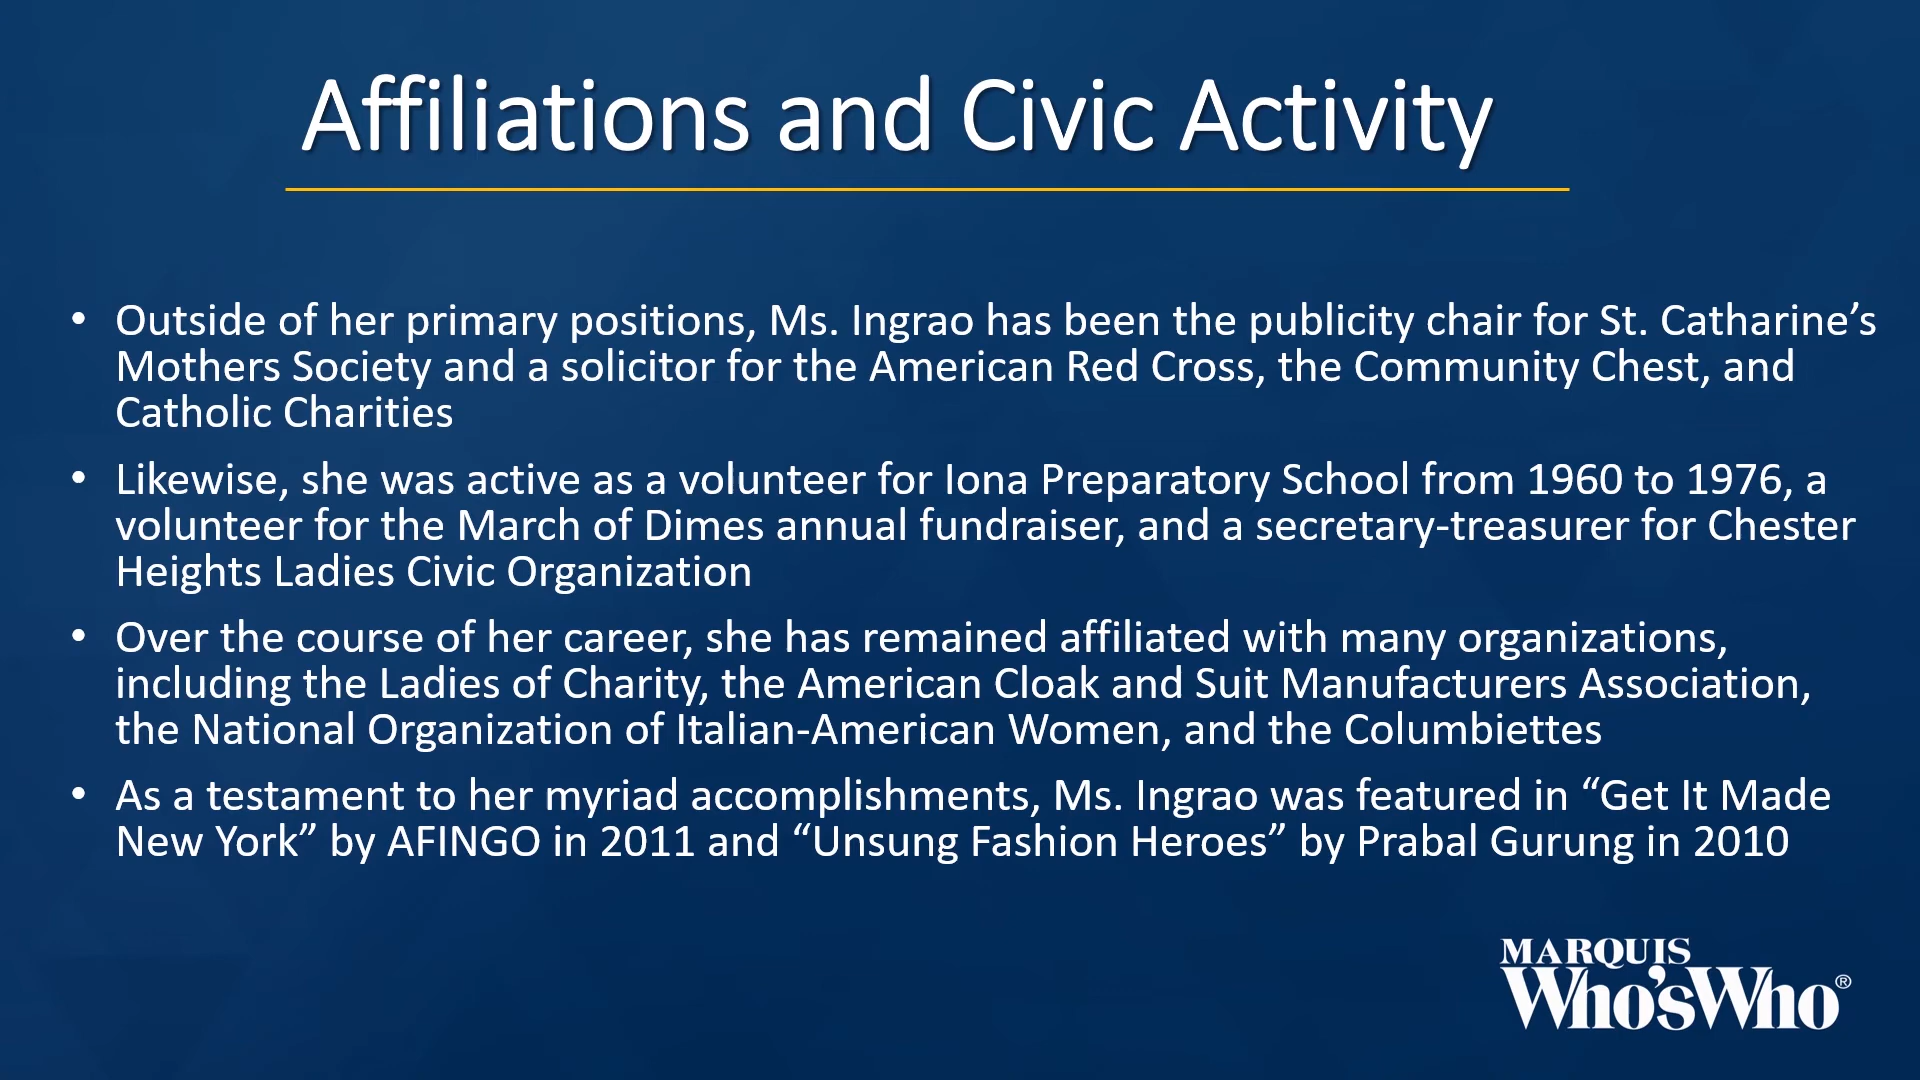 Affiliations and Civic Activity
• Outside of her primary positions, Ms. Ingrao has been the publicity chair for St. Catharine’s
Mothers Society and a solicitor for the American Red Cross, the Community Chest, and
Catholic Charities
• Likewise, she was active as a volunteer for Iona Preparatory School from 1960 to 1976, a
volunteer for the March of Dimes annual fundraiser, and a secretary-treasurer for Chester
Heights Ladies Civic Organization
• Over the course of her career, she has remained affiliated with many organizations,
including the Ladies of Charity, the American Cloak and Suit Manufacturers Association,
the National Organization of Italian-American Women, and the Columbiettes
• As a testament to her myriad accomplishments, Ms. Ingrao was featured in “Get It Made
New York” by AFINGO in 2011 and “Unsung Fashion Heroes” by Prabal Gurung in 2010
MARQUIS
Who’sWho®